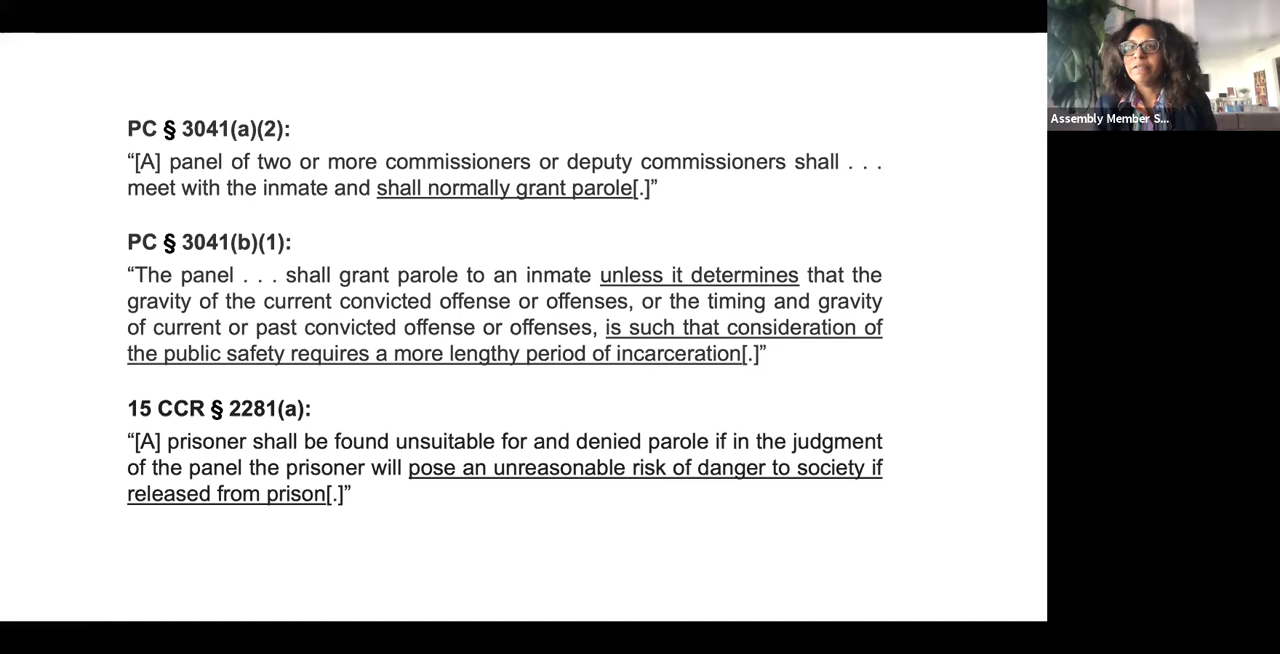 PC § 3041(a)(2):
“[A] panel of two or more commissioners or deputy commissioners shall . . .
meet with the inmate and shall normally grant parole[.]”
PC § 3041(b)(1):
“The panel . . . shall grant parole to an inmate unless it determines that the
gravity of the current convicted offense or offenses, or the timing and gravity
of current or past convicted offense or offenses, is such that consideration of
the public safety requires a more lengthy period of incarceration[.]”
15 CCR § 2281(a):
“[A] prisoner shall be found unsuitable for and denied parole if in the judgment
of the panel the prisoner will pose an unreasonable risk of danger to society if
released from prison[.]”
Assembly Member S...